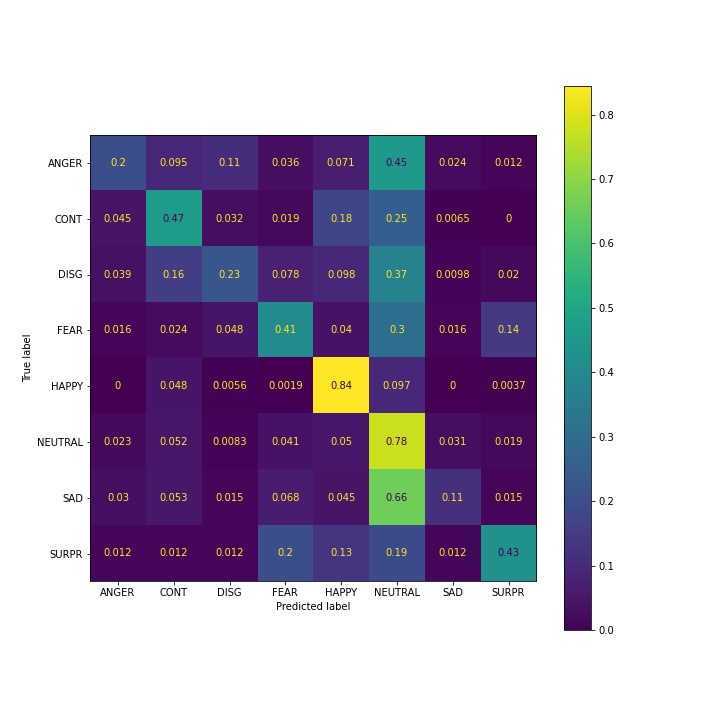 ANGER 0.2 0.095 0.11 0.036 0.071 0.45 0.024 0.012
CONT 0.045 0.47 0.032 0.019 0.18 0.25 0.0065 0
DISG 0.039 0.16 0.23 0.078 0.098 0.37 0.0098 0.02
FEAR 0.016 0.024 0.048 0.41 0.04 0.3 0.016 0.14
HAPPY 0 0.048 0.0056 0.0019 0.84 0.097 0 0.0037
NEUTRAL 0.023 0.052 0.0083 0.041 0.05 0.78 0.031 0.019
SAD 0.03 0.053 0.015 0.068 0.045 0.66 0.11 0.015
SURPR 0.012 0.012 0.012 0.2 0.13 0.19 0.012 0.43
ANGER CONT DISG FEAR HAPPY NEUTRAL SAD SURPR
Predicted label
True label
0.8
0.7
0.6
0.5
0.4
0.3
0.2
0.1
0.0